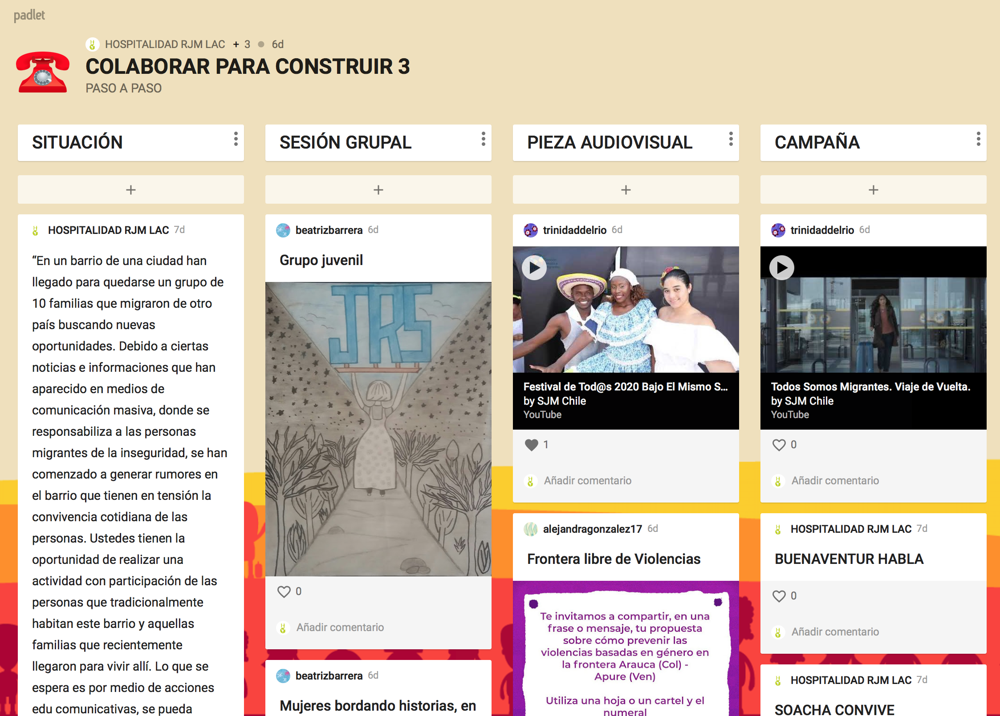 padlet
HOSPITALIDAD RJM LAC + 3 6d
COLABORAR PARA CONSTRUIR 3
PASO A PASO
SITUACIÓN
HOSPITALIDAD RJM LAC 7d
“En un barrio de una ciudad han
llegado para quedarse un grupo de
10 familias que migraron de otro
país buscando nuevas
oportunidades. Debido a ciertas
noticias e informaciones que han
aparecido en medios de
comunicación masiva, donde se
responsabiliza a las personas
migrantes de la inseguridad, se han
comenzado a generar rumores en
el barrio que tienen en tensión la
convivencia cotidiana de las
personas. Ustedes tienen la
oportunidad de realizar una
actividad con participación de las
personas que tradicionalmente
habitan este barrio y aquellas
familias que recientemente
llegaron para vivir allí. Lo que se
espera es por medio de acciones
edu comunicativas, se pueda
SESIÓN GRUPAL
beatrizbarrera 6d
Grupo juvenil
JRS
0
Añadir comentario
beatrizbarrera 6d
Mujeres bordando historias, en
PIEZA AUDIOVISUAL
trinidaddelrio 6d
Festival de Tod@s 2020 Bajo El Mismo S...
by SJM Chile
YouTube
1
Añadir comentario
alejandragonzalez17 6d
Frontera libre de Violencias
Te invitamos a compartir, en una
frase o mensaje, tu propuesta
sobre cómo prevenir las
violencias basadas en género en
la frontera Arauca (Col) -
Apure (Ven)
Utiliza una hoja o un cartel y el
numeral
CAMPAÑA
trinidaddelrio 6d
Todos Somos Migrantes. Viaje de Vuelta.
by SJM Chile
YouTube
0
Añadir comentario
HOSPITALIDAD RJM LAC 7d
BUENAVENTUR HABLA
0
Añadir comentario
HOSPITALIDAD RJM LAC 7d
SOACHA CONVIVE